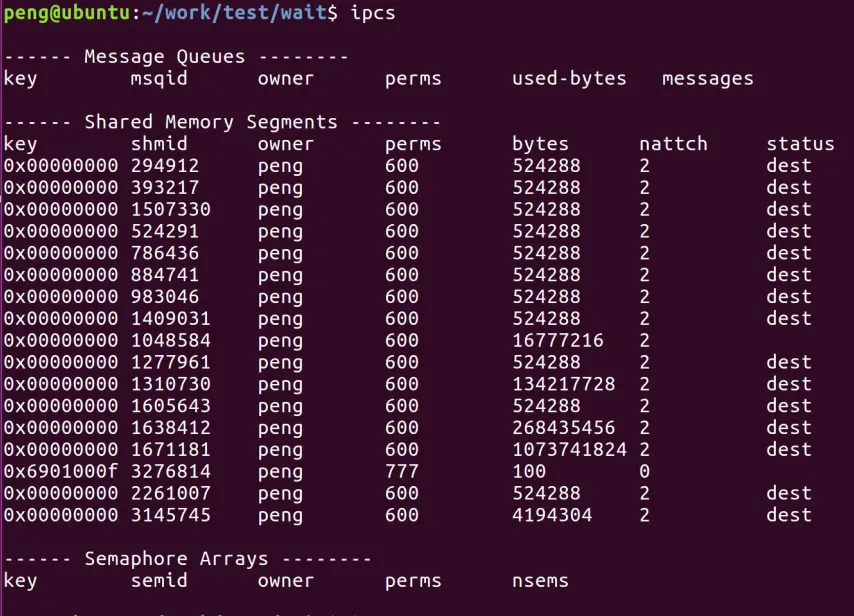 peng@ubuntu:~/work/test/wait$ ipcs
------ Message Queues --------
key        msqid      owner      perms      used-bytes   messages
------ Shared Memory Segments --------
key        shmid      owner      perms      bytes      nattch     status
0x00000000 294912     peng       600        524288     2          dest
0x00000000 393217     peng       600        524288     2          dest
0x00000000 1507330    peng       600        524288     2          dest
0x00000000 524291     peng       600        524288     2          dest
0x00000000 786436     peng       600        524288     2          dest
0x00000000 884741     peng       600        524288     2          dest
0x00000000 983046     peng       600        524288     2          dest
0x00000000 1409031    peng       600        524288     2          dest
0x00000000 1048584    peng       600        16777216   2
0x00000000 1277961    peng       600        524288     2          dest
0x00000000 1310730    peng       600        134217728  2          dest
0x00000000 1605643    peng       600        524288     2          dest
0x00000000 1638412    peng       600        268435456  2          dest
0x00000000 1671181    peng       600        1073741824 2          dest
0x6901000f 3276814    peng       777        100        0
0x00000000 2261007    peng       600        524288     2          dest
0x00000000 3145745    peng       600        4194304    2          dest
------ Semaphore Arrays --------
key        semid      owner      perms      nsems